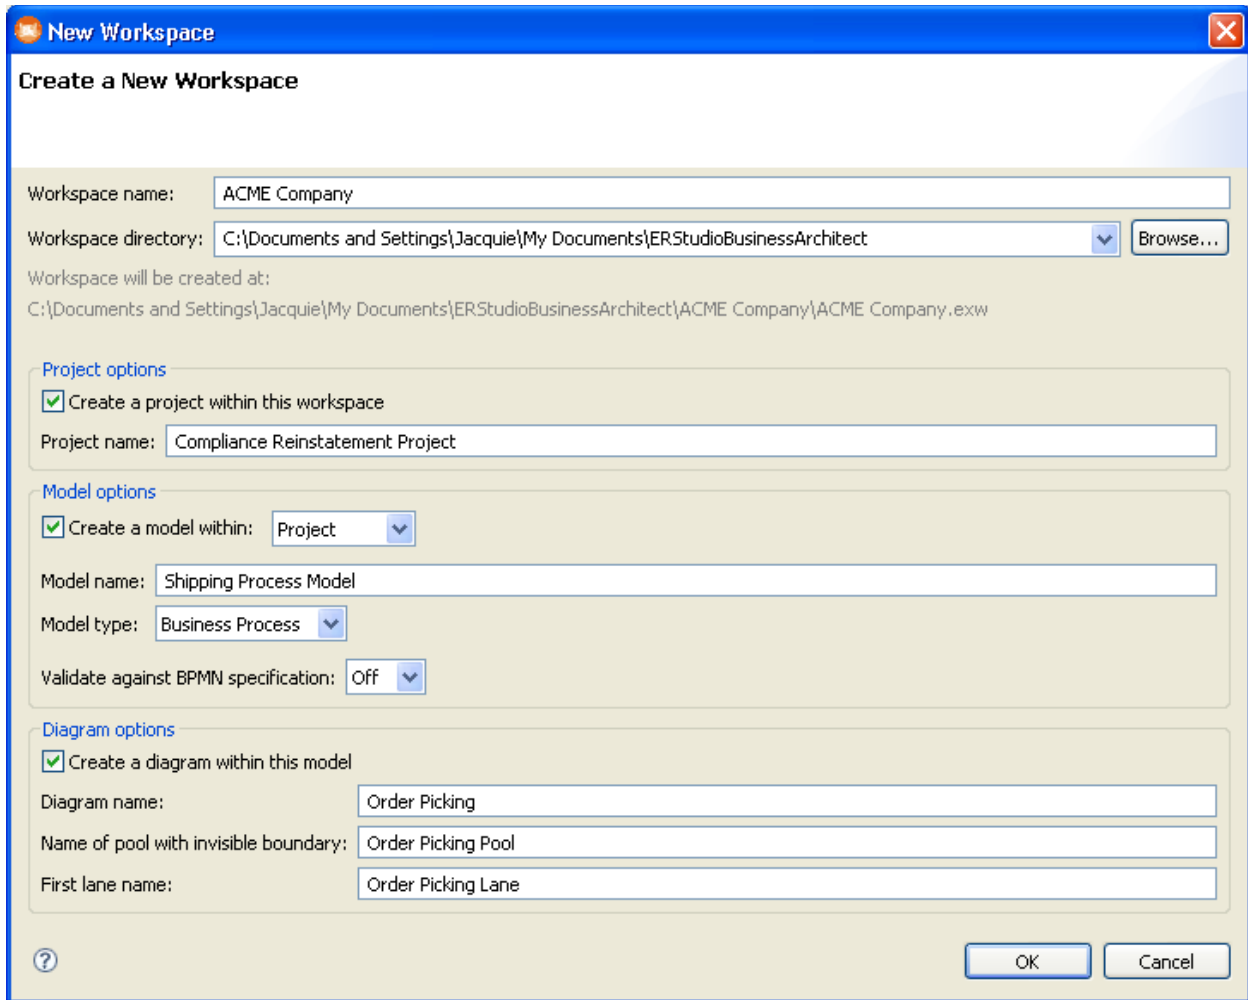 New Workspace
Create a New Workspace
Workspace name: ACME Company
Workspace directory: C:\Documents and Settings\Jacquie\My Documents\ERStudioBusinessArchitect Browse...
Workspace will be created at:
C:\Documents and Settings\Jacquie\My Documents\ERStudioBusinessArchitect\ACME Company\ACME Company.exw
Project options
Create a project within this workspace
Project name: Compliance Reinstatement Project
Model options
Create a model within: Project
Model name: Shipping Process Model
Model type: Business Process
Validate against BPMN specification: Off
Diagram options
Create a diagram within this model
Diagram name: Order Picking
Name of pool with invisible boundary: Order Picking Pool
First lane name: Order Picking Lane
? OK Cancel